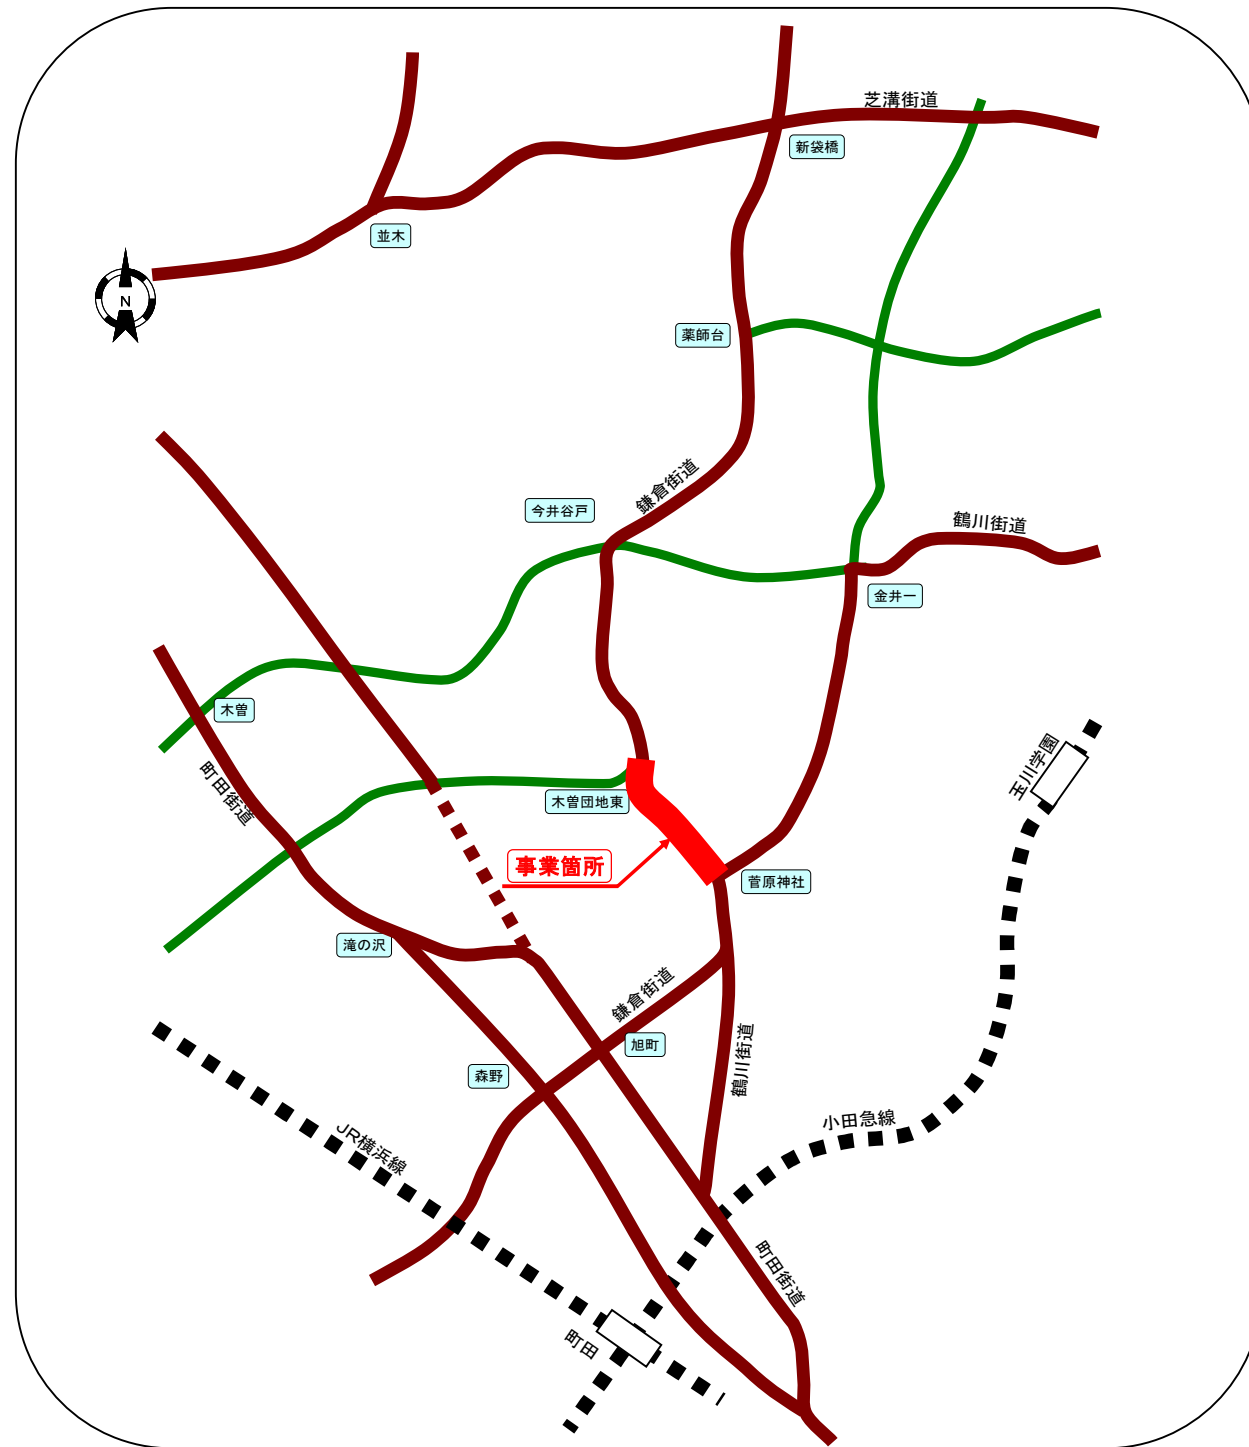 芝溝街道
新袋橋
並木
N
薬師台
鎌倉街道
今井谷戸
鶴川街道
金井一
木曽
町田街道
玉川学園
木曽団地東
事業箇所
菅原神社
滝の沢
鎌倉街道
旭町
鶴川街道
森野
小田急線
JR横浜線
町田街道
町田